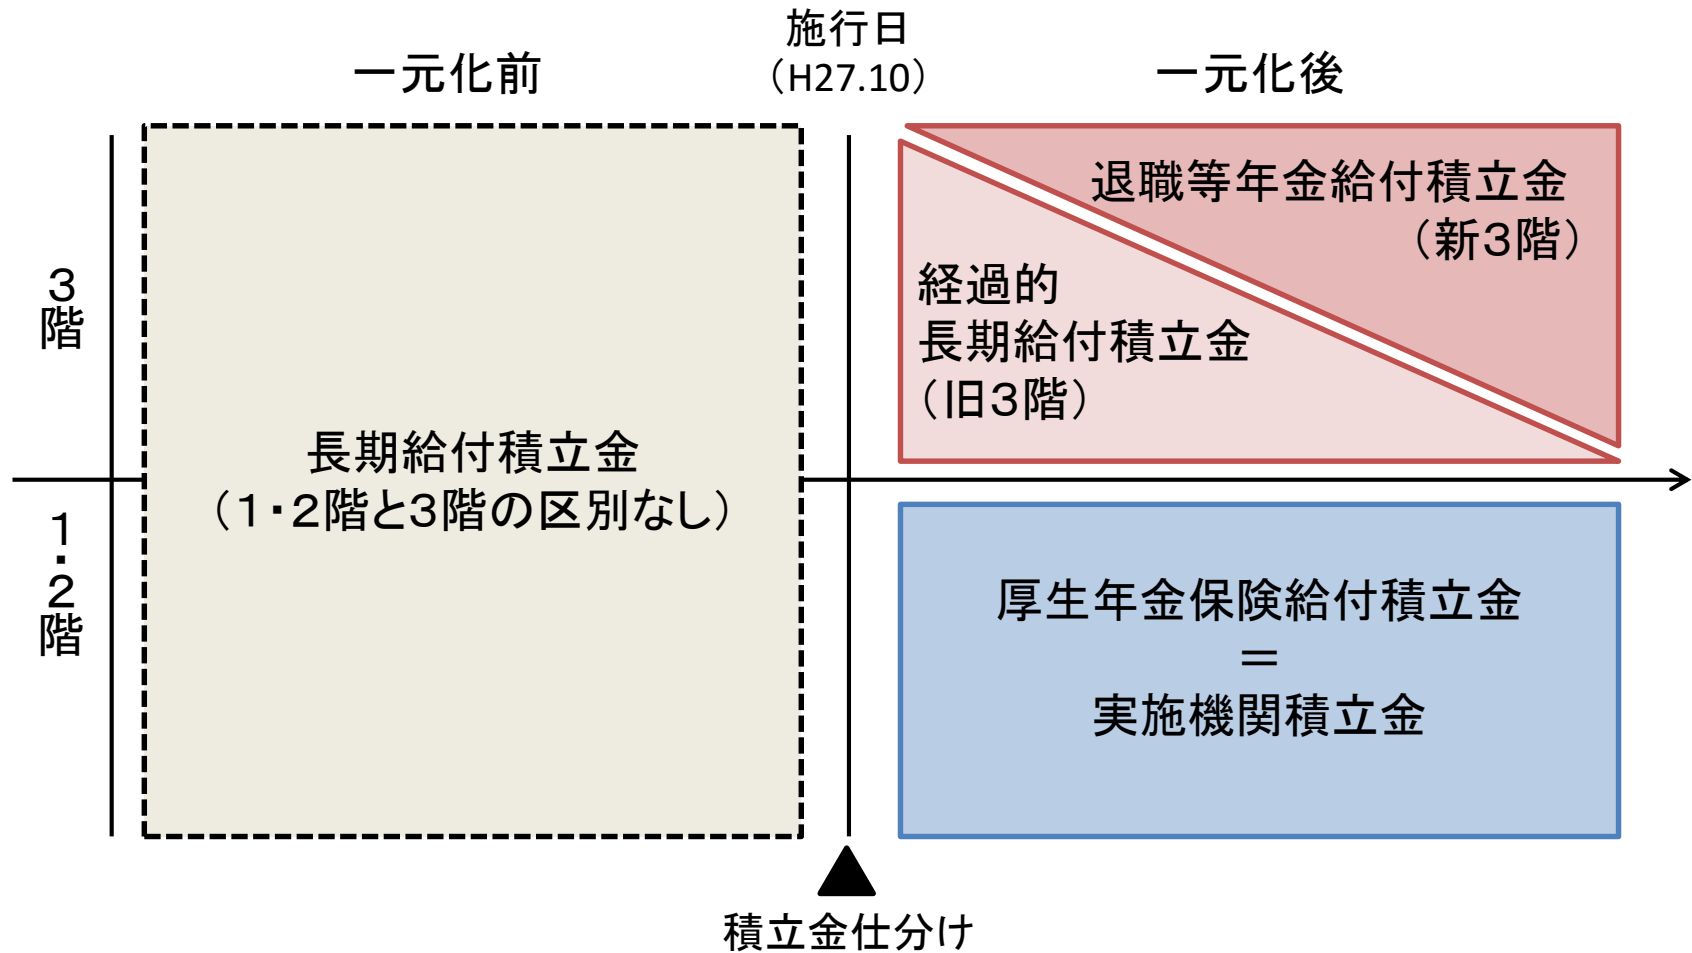 施行日
（H27.10）
一元化前
一元化後
3階
1・2階
長期給付積立金
（1・2階と3階の区別なし）
退職等年金給付積立金
（新3階）
経過的
長期給付積立金
（旧3階）
厚生年金保険給付積立金
＝
実施機関積立金
積立金仕分け